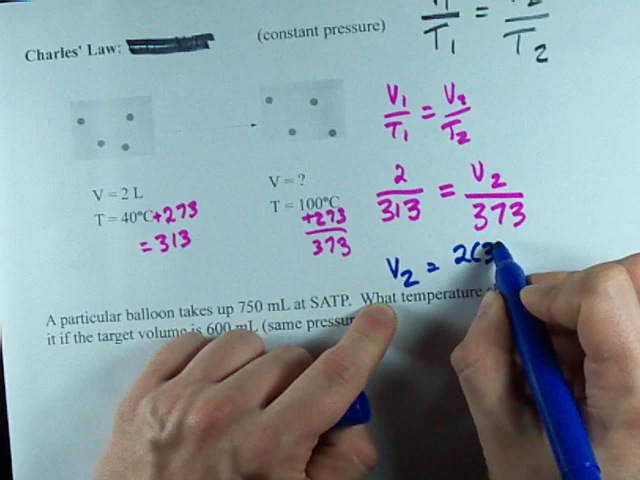 Charles' Law:
(constant pressure)
T₁ = T₂
V₁/T₁ = V₂/T₂
V = 2 L
T = 40°C +273
= 313
V = ?
T = 100°C
+273
373
2/313 = V₂/373
V₂ = 2(3
A particular balloon takes up 750 mL at SATP. What temperature
it if the target volume is 600 mL (same pressur